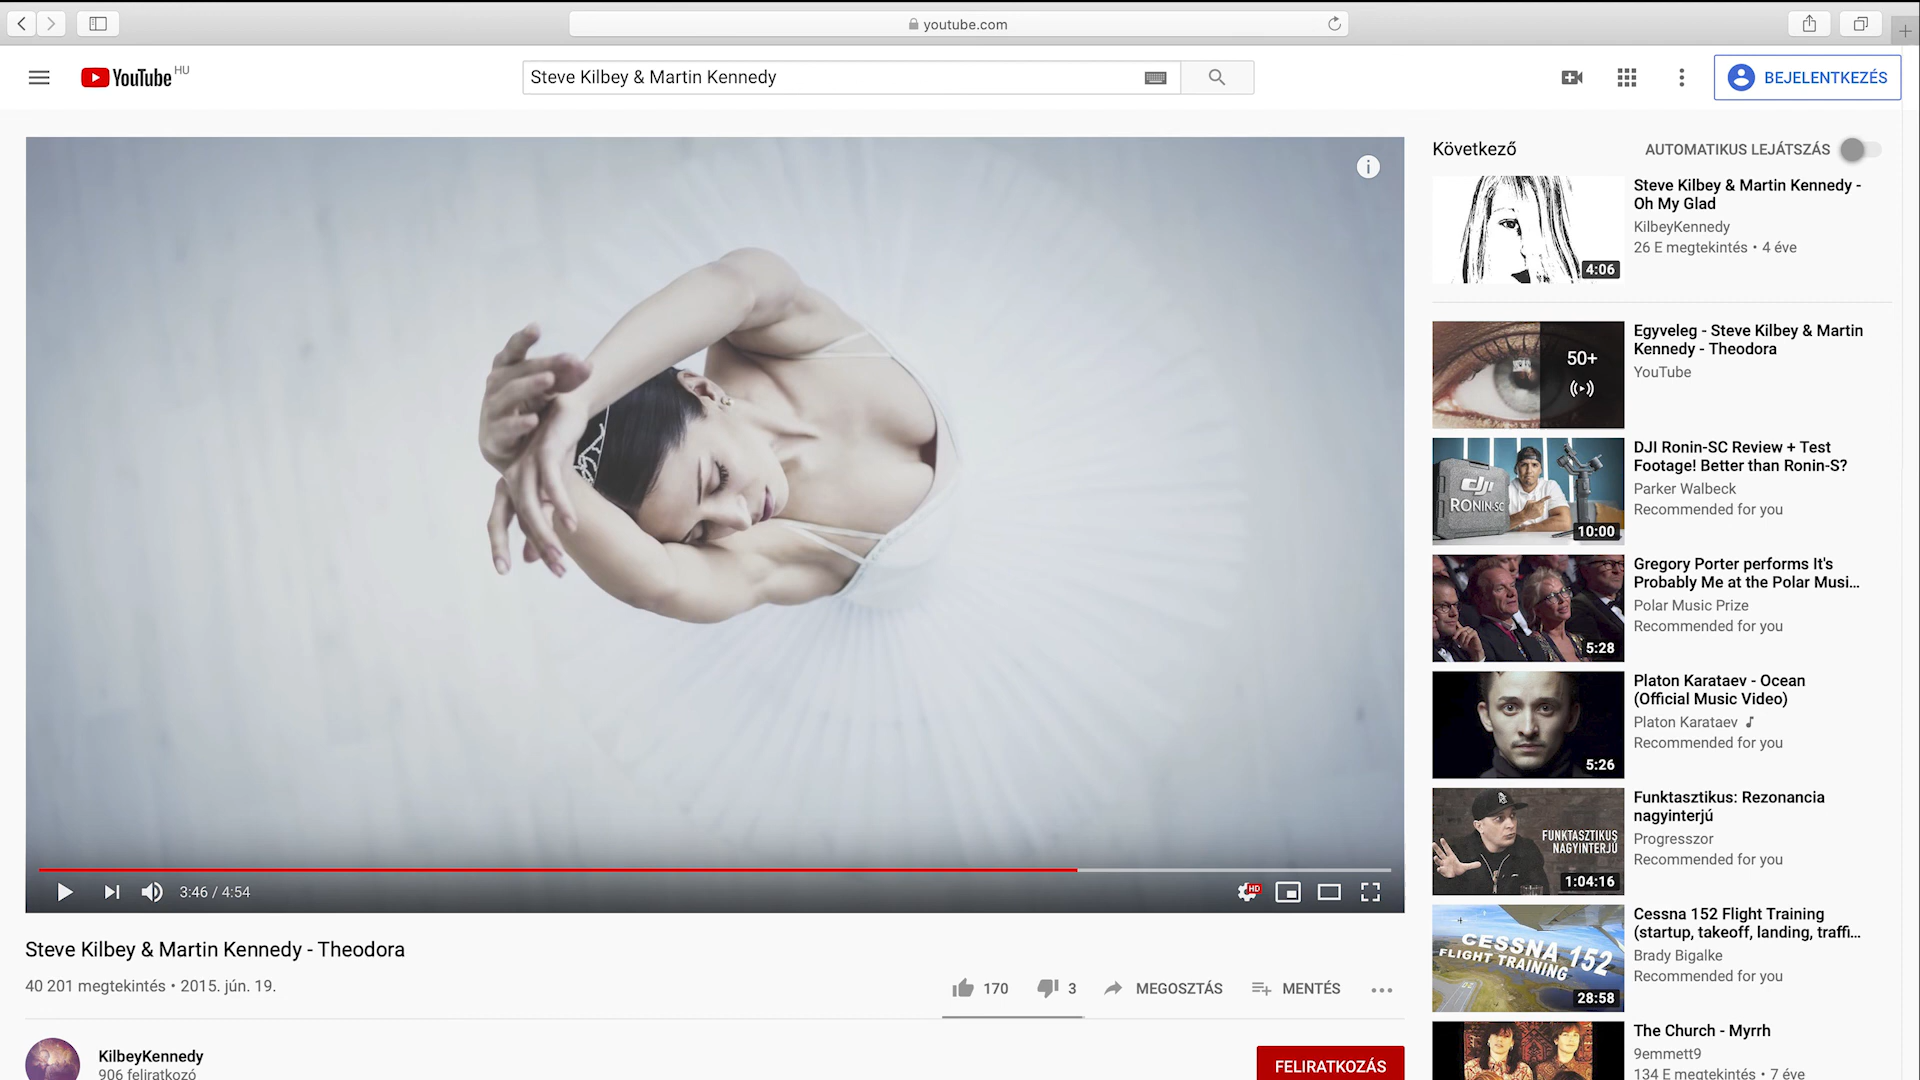 youtube.com
YouTube HU
Steve Kilbey & Martin Kennedy
BEJELENTKEZÉS
Következő
AUTOMATIKUS LEJÁTSZÁS
Steve Kilbey & Martin Kennedy -
Oh My Glad
KilbeyKennedy
26 E megtekintés • 4 éve
4:06
Egyveleg - Steve Kilbey & Martin
Kennedy - Theodora
YouTube
50+
DJI Ronin-SC Review + Test
Footage! Better than Ronin-S?
Parker Walbeck
Recommended for you
dji
RONIN-SC
10:00
Gregory Porter performs It's
Probably Me at the Polar Musi...
Polar Music Prize
Recommended for you
5:28
Platon Karataev - Ocean
(Official Music Video)
Platon Karataev
Recommended for you
5:26
Funktasztikus: Rezonancia
nagyinterjú
Progresszor
Recommended for you
FUNKTASZTIKUS
NAGYINTERJÚ
1:04:16
Cessna 152 Flight Training
(startup, takeoff, landing, traffi...
Brady Bigalke
Recommended for you
CESSNA 152
FLIGHT TRAINING
28:58
The Church - Myrrh
9emmett9
134 E megtekintés • 7 éve
3:46 / 4:54
HD
Steve Kilbey & Martin Kennedy - Theodora
40 201 megtekintés • 2015. jún. 19.
170
3
MEGOSZTÁS
MENTÉS
KilbeyKennedy
906 feliratkozó
FELIRATKOZÁS